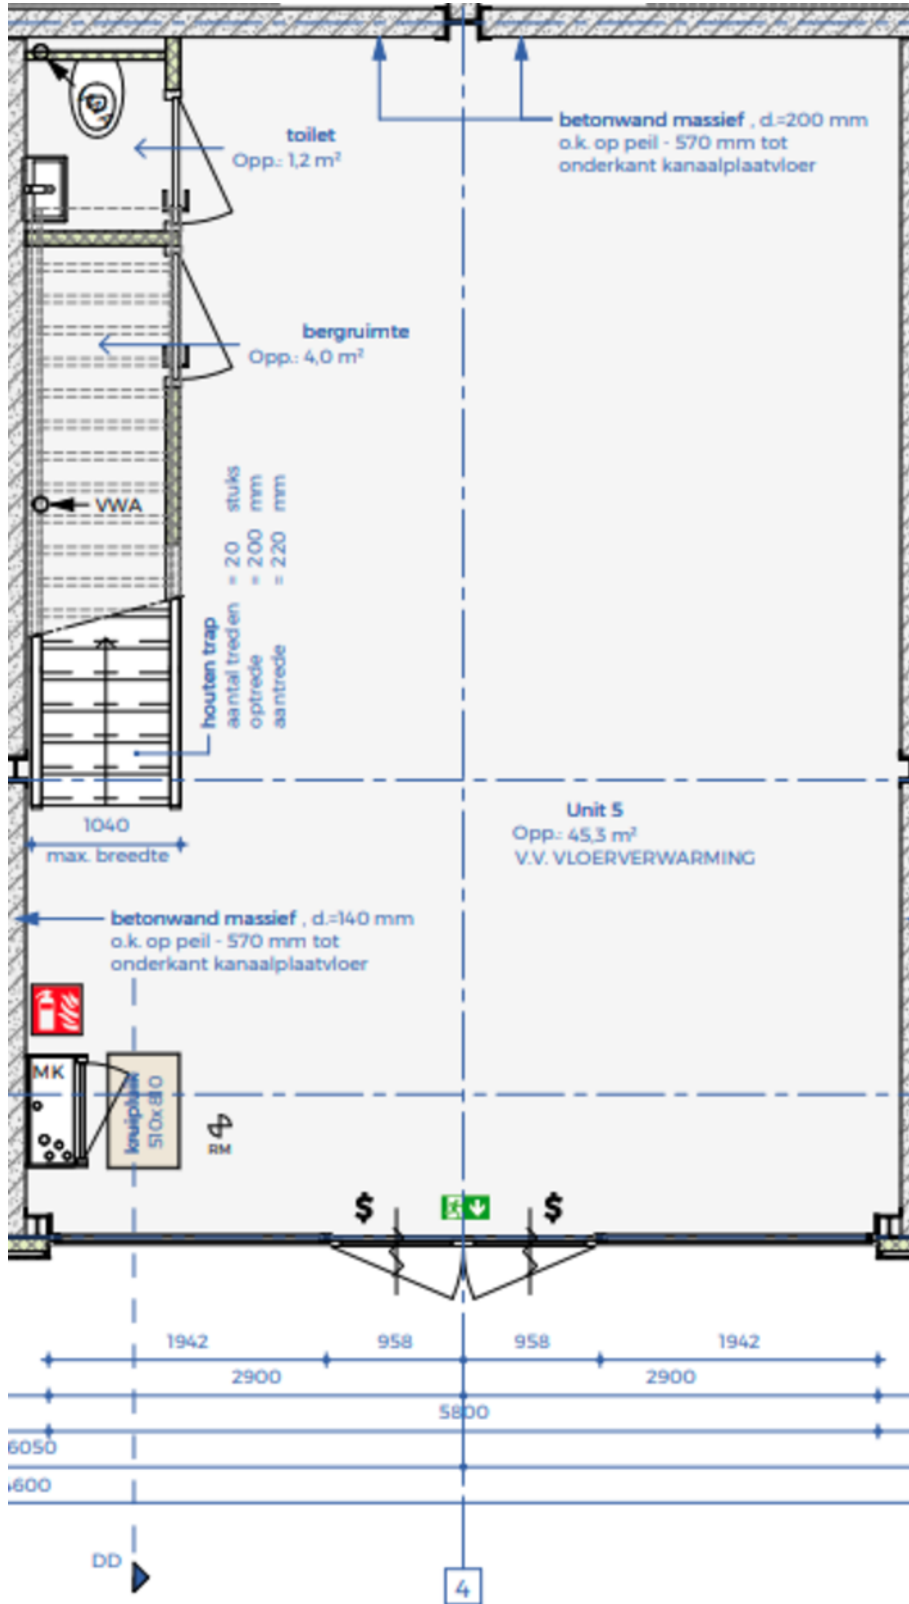 betonwand massief , d.=200 mm
o.k. op peil - 570 mm tot
onderkant kanaalplaatvloer
toilet
Opp.: 1,2 m²
bergruimte
Opp.: 4,0 m²
VWA
houten trap
aantal treden = 20 stuks
optrede = 200 mm
aantrede = 220 mm
1040
max. breedte
Unit 5
Opp.: 45,3 m²
V.V. VLOERVERWARMING
betonwand massief , d.=140 mm
o.k. op peil - 570 mm tot
onderkant kanaalplaatvloer
MK
kruipluik
510x810
RM
$ $
1942 958 958 1942
2900 2900
5800
6050
4600
DD
4